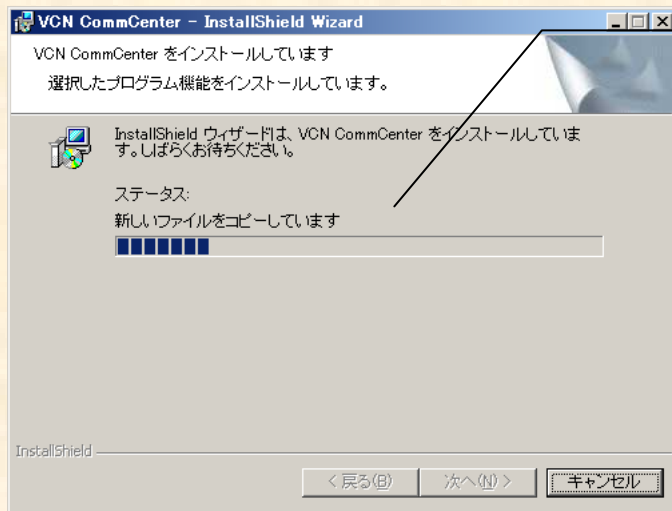 VCN CommCenter - InstallShield Wizard
VCN CommCenter をインストールしています
選択したプログラム機能をインストールしています。
InstallShield ウィザードは、VCN CommCenter をインストールしていま
す。しばらくお待ちください。
ステータス:
新しいファイルをコピーしています
InstallShield
< 戻る(B)
次へ(N) >
キャンセル